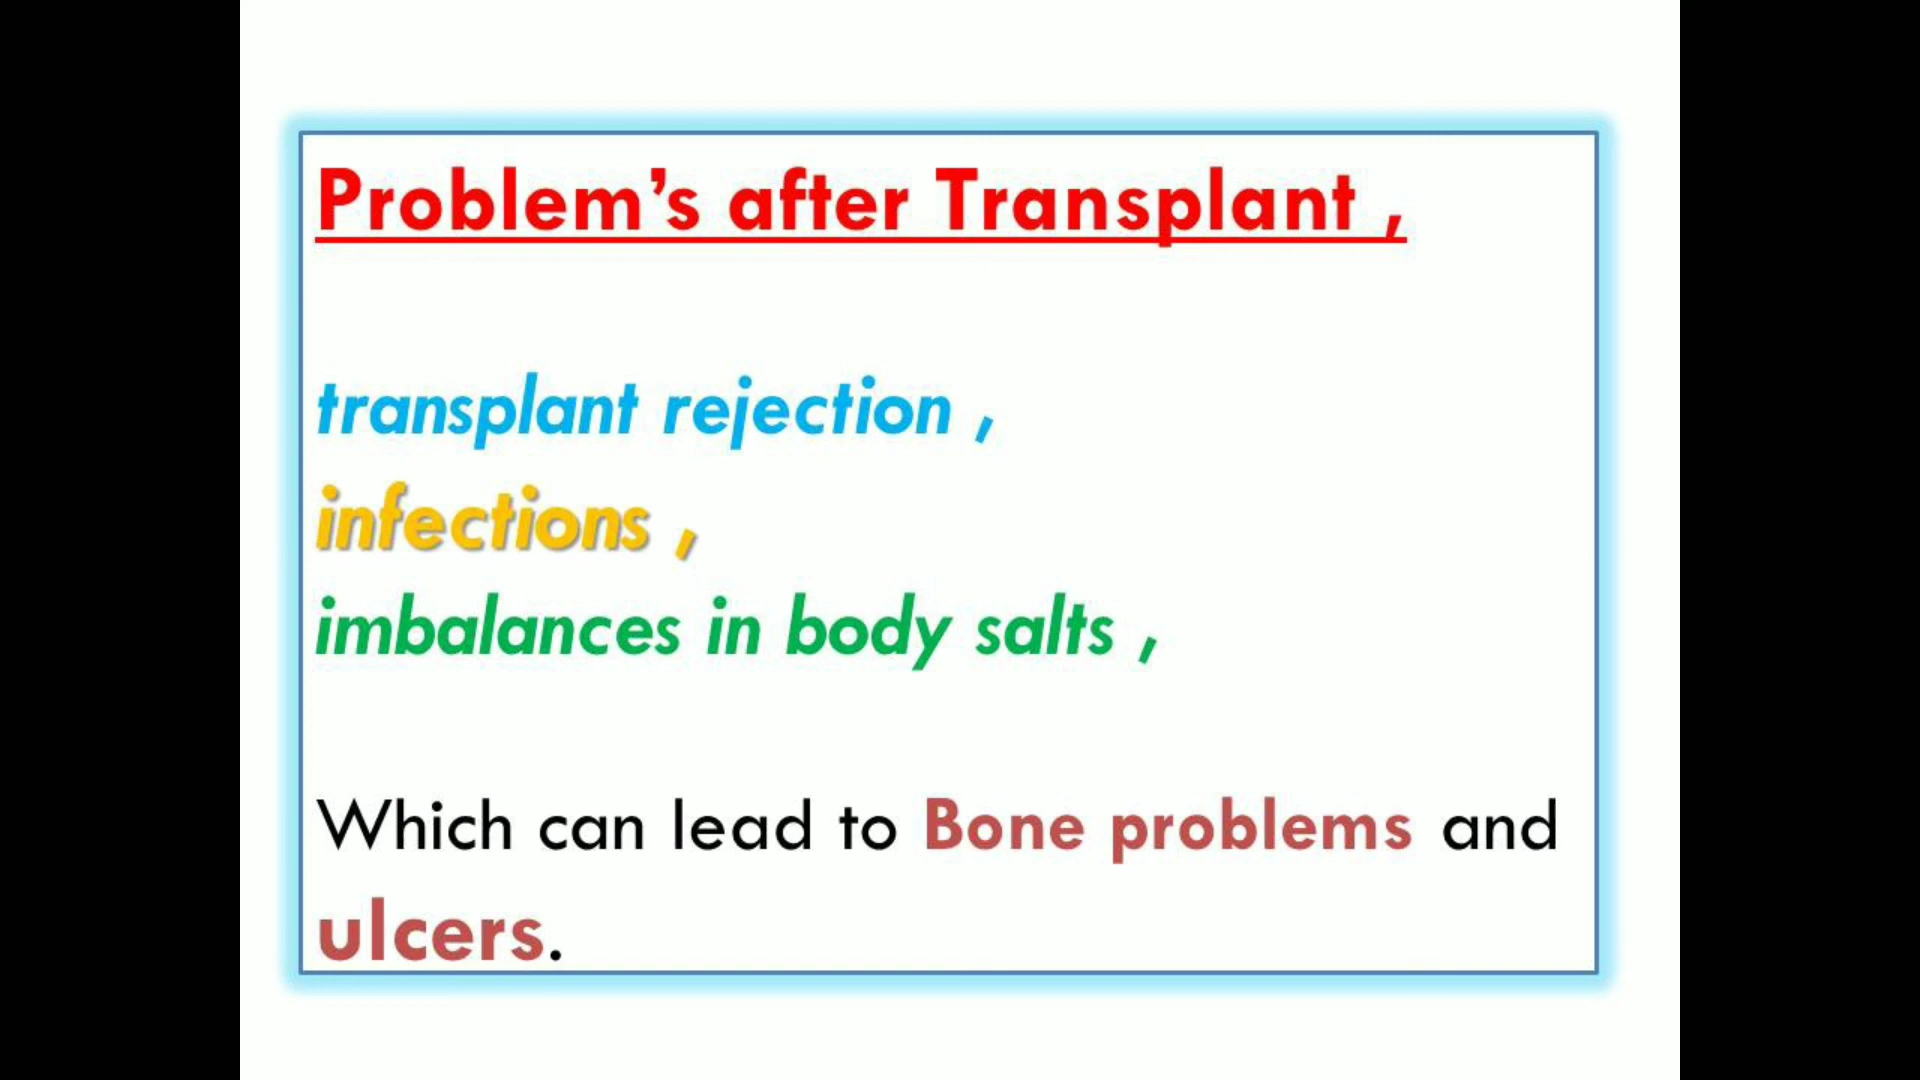 Problem’s after Transplant ,
transplant rejection ,
infections ,
imbalances in body salts ,
Which can lead to Bone problems and
ulcers.